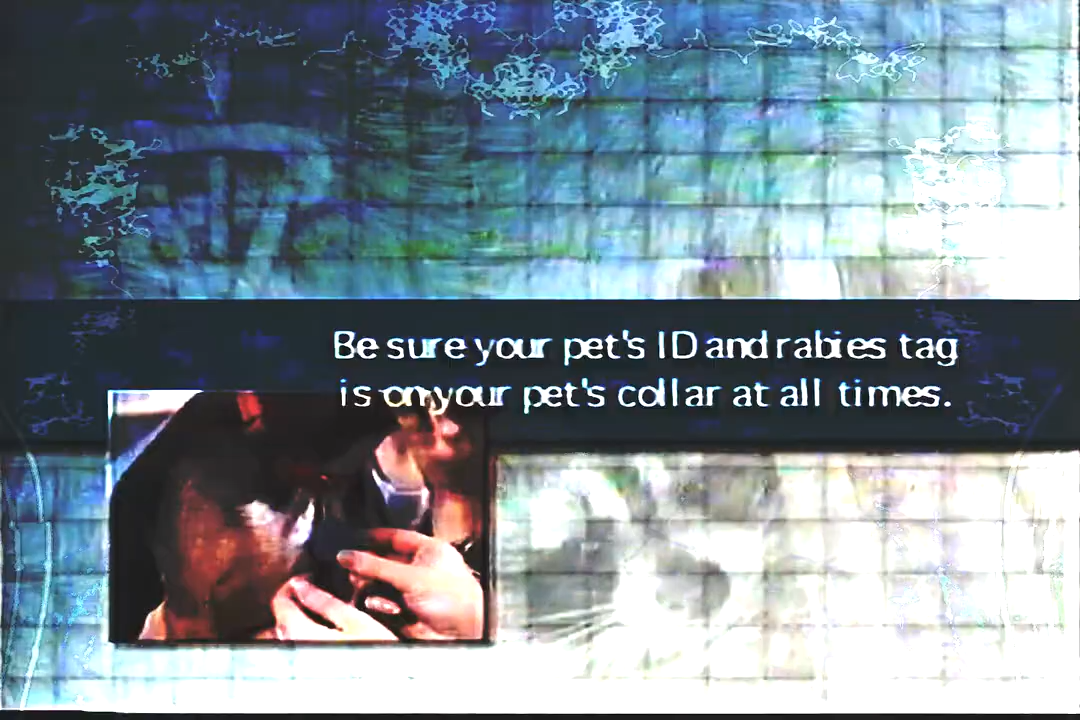 Be sure your pet's ID and rabies tag
is on your pet's collar at all times.